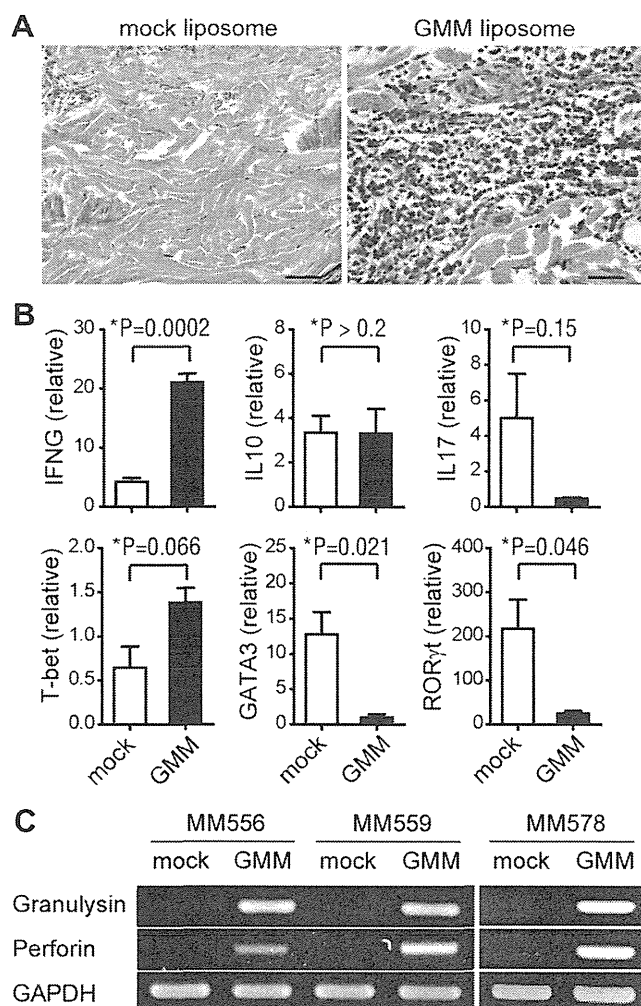 A
mock liposome GMM liposome
B
*P=0.0002 *P > 0.2 *P=0.15
IFNG (relative)
30
20
10
0
IL10 (relative)
10
8
6
4
2
0
IL17 (relative)
10
8
6
4
2
0
*P=0.066 *P=0.021 *P=0.046
T-bet (relative)
2.0
1.5
1.0
0.5
0.0
GATA3 (relative)
25
20
15
10
5
0
RORγt (relative)
400
300
200
100
0
mock GMM mock GMM mock GMM
C
MM556 MM559 MM578
mock GMM mock GMM mock GMM
Granulysin
Perforin
GAPDH